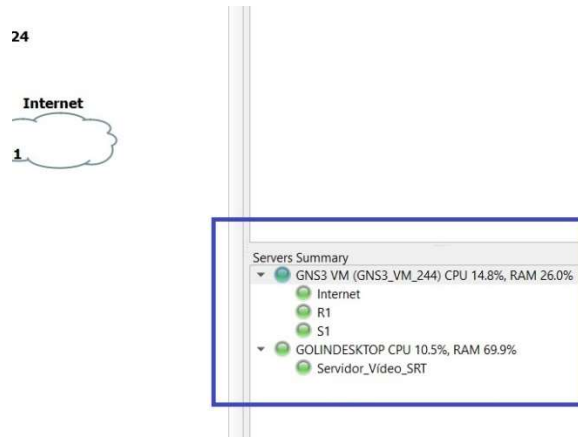 24
Internet
1
Servers Summary
GNS3 VM (GNS3_VM_244) CPU 14.8%, RAM 26.0%
Internet
R1
S1
GOLINDESKTOP CPU 10.5%, RAM 69.9%
Servidor_Vídeo_SRT